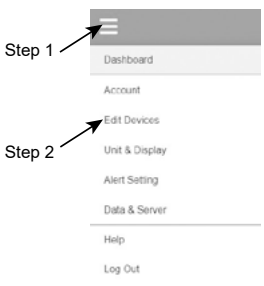 Step 1
Dashboard
Account
Edit Devices
Step 2
Unit & Display
Alert Setting
Data & Server
Help
Log Out